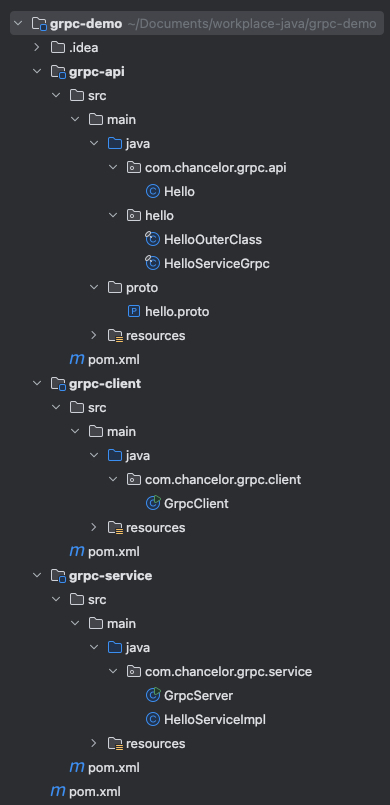 grpc-demo ~/Documents/workplace-java/grpc-demo
.idea
grpc-api
src
main
java
com.chancelor.grpc.api
Hello
hello
HelloOuterClass
HelloServiceGrpc
proto
hello.proto
resources
pom.xml
grpc-client
src
main
java
com.chancelor.grpc.client
GrpcClient
resources
pom.xml
grpc-service
src
main
java
com.chancelor.grpc.service
GrpcServer
HelloServiceImpl
resources
pom.xml
pom.xml